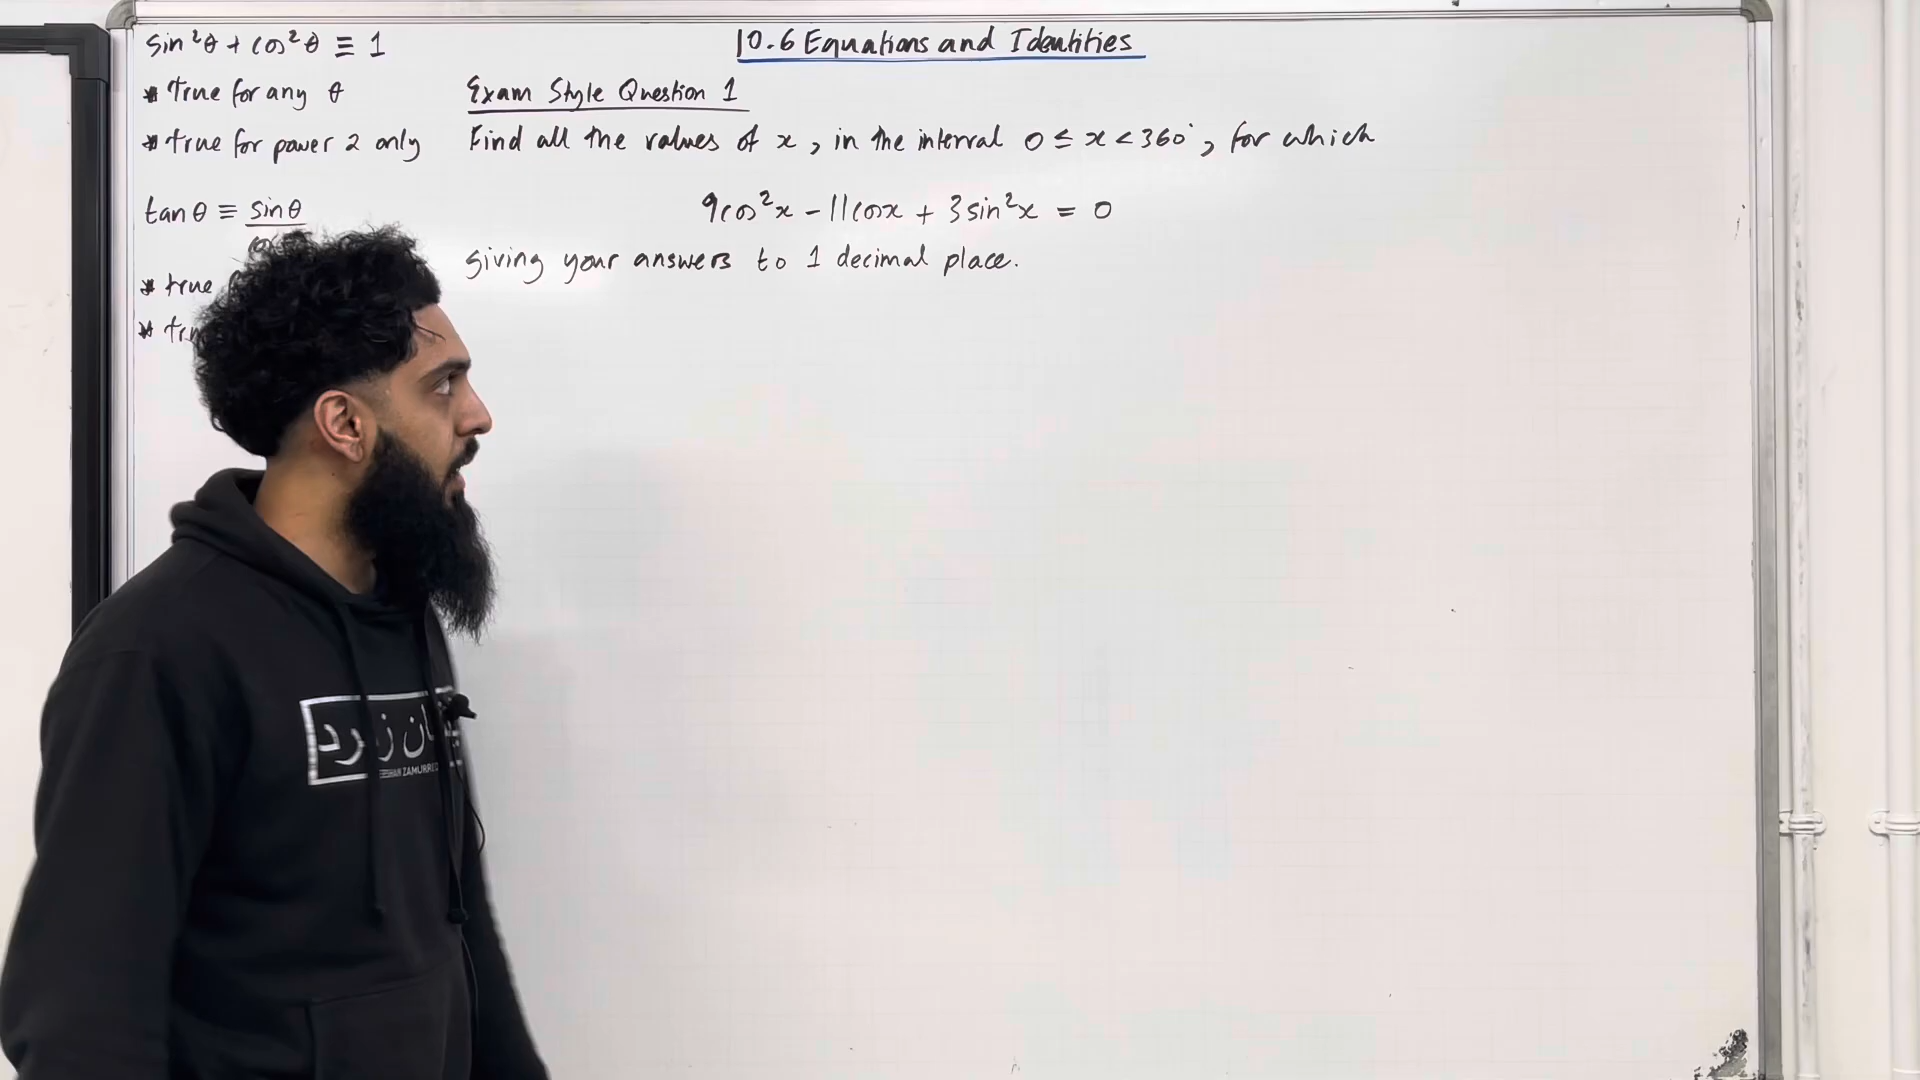 sin²θ + cos²θ ≡ 1
* true for any θ
* true for power 2 only
tanθ ≡ sinθ
* true
*
10.6 Equations and Identities
Exam Style Question 1
Find all the values of x, in the interval 0 ≤ x < 360°, for which
9cos²x - 11cosx + 3sin²x = 0
giving your answers to 1 decimal place.
زمرد
ZAMURRED